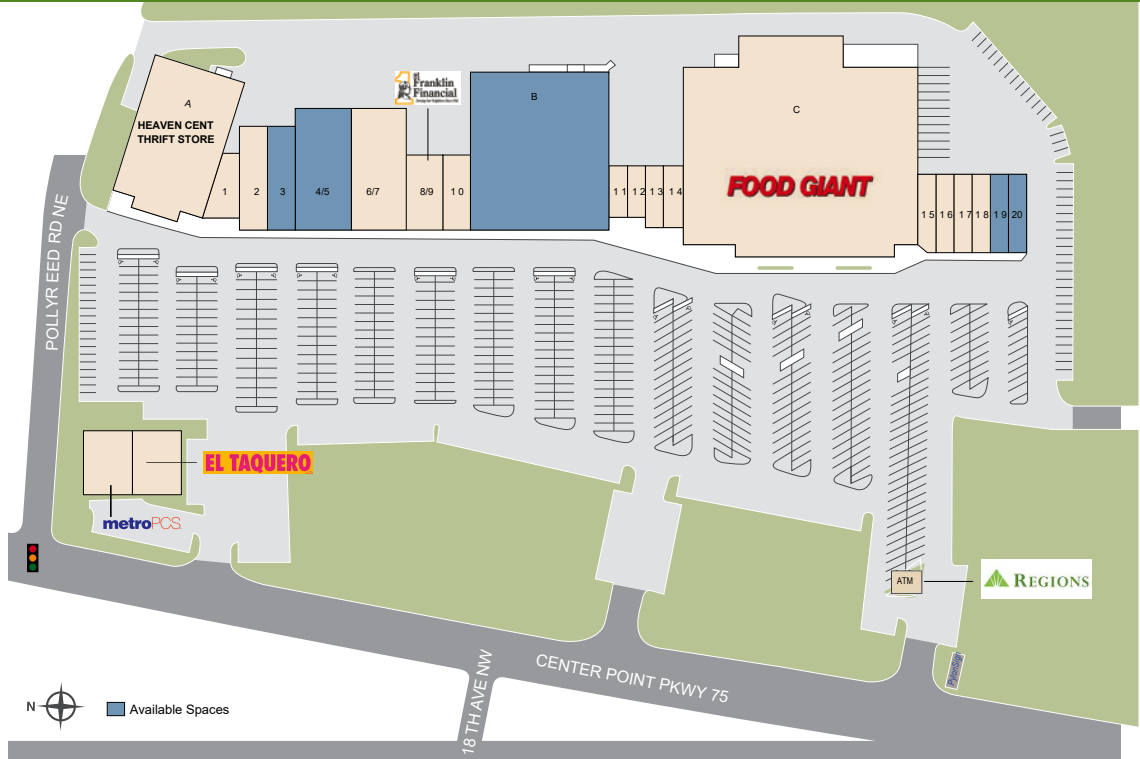 A
HEAVEN CENT
THRIFT STORE
1st
Franklin
Financial
B
C
FOOD GIANT
1
2
3
4/5
6/7
8/9
1 0
1 1
1 2
1 3
1 4
1 5
1 6
1 7
1 8
1 9
20
POLLYR EED RD NE
EL TAQUERO
metroPCS.
ATM
REGIONS
PylonSign
CENTER POINT PKWY 75
18 TH AVE NW
N
Available Spaces